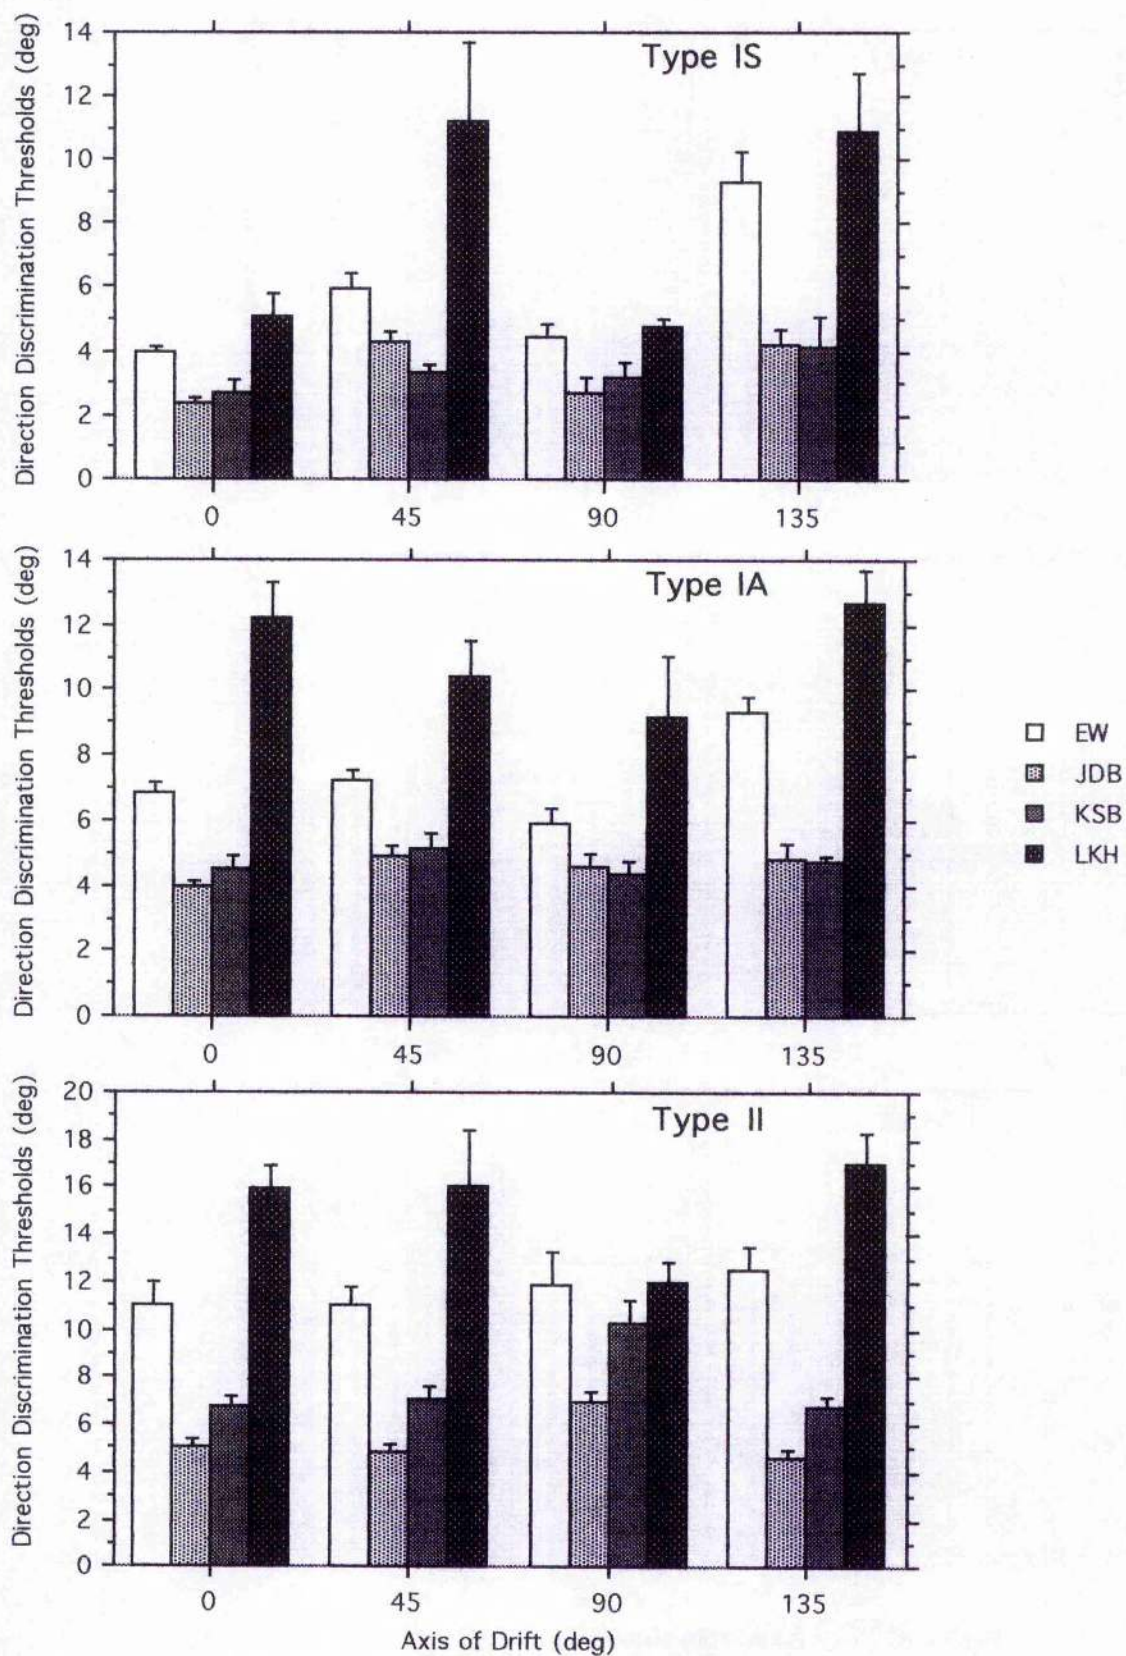 Type IS
Direction Discrimination Thresholds (deg)
14
12
10
8
6
4
2
0
0 45 90 135
Type IA
Direction Discrimination Thresholds (deg)
14
12
10
8
6
4
2
0
0 45 90 135
EW
JDB
KSB
LKH
Type II
Direction Discrimination Thresholds (deg)
20
18
16
14
12
10
8
6
4
2
0
0 45 90 135
Axis of Drift (deg)